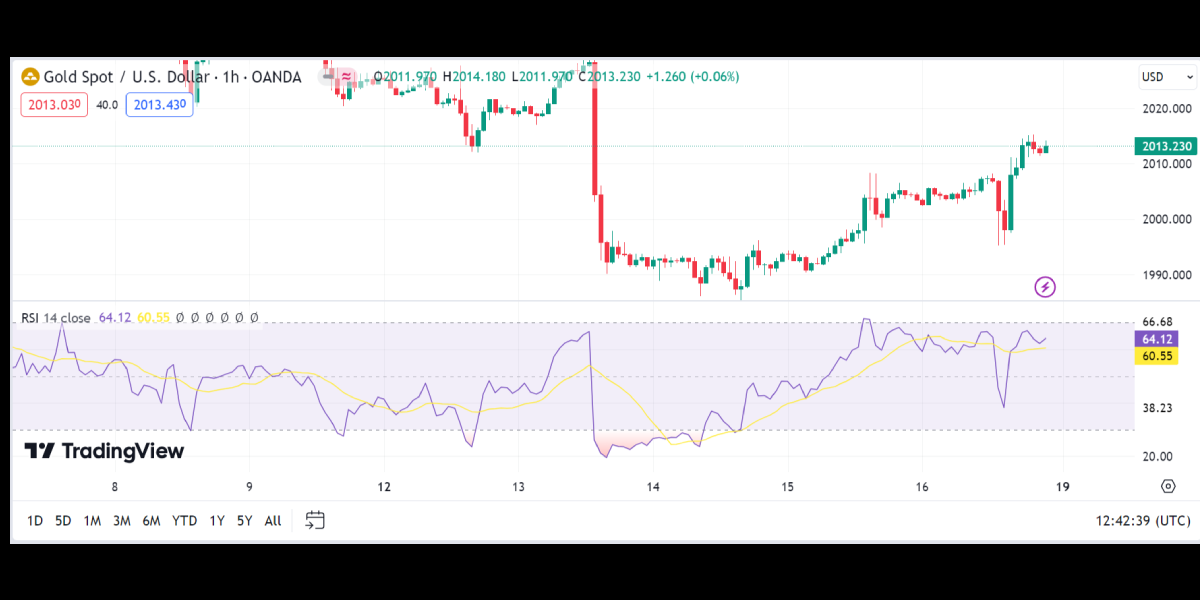 Gold Spot / U.S. Dollar · 1h · OANDA O2011.970 H2014.180 L2011.970 C2013.230 +1.260 (+0.06%) USD
2013.030 40.0 2013.430
2020.000
2013.230
2010.000
2000.000
1990.000
RSI 14 close 64.12 60.55 Ø Ø Ø Ø Ø Ø
66.68
64.12
60.55
38.23
TradingView
20.00
8 9 12 13 14 15 16 19
1D 5D 1M 3M 6M YTD 1Y 5Y All 12:42:39 (UTC)